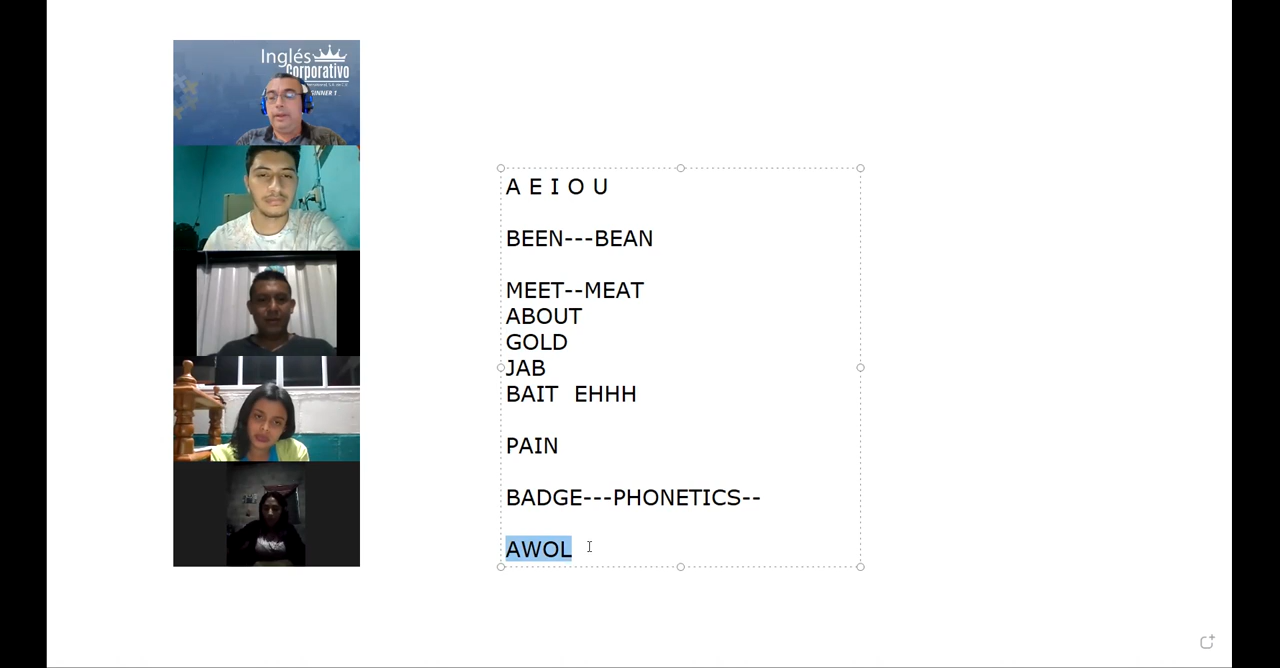 Inglés
Corporativo
A E I O U
BEEN---BEAN
MEET--MEAT
ABOUT
GOLD
JAB
BAIT EHHH
PAIN
BADGE---PHONETICS--
AWOL